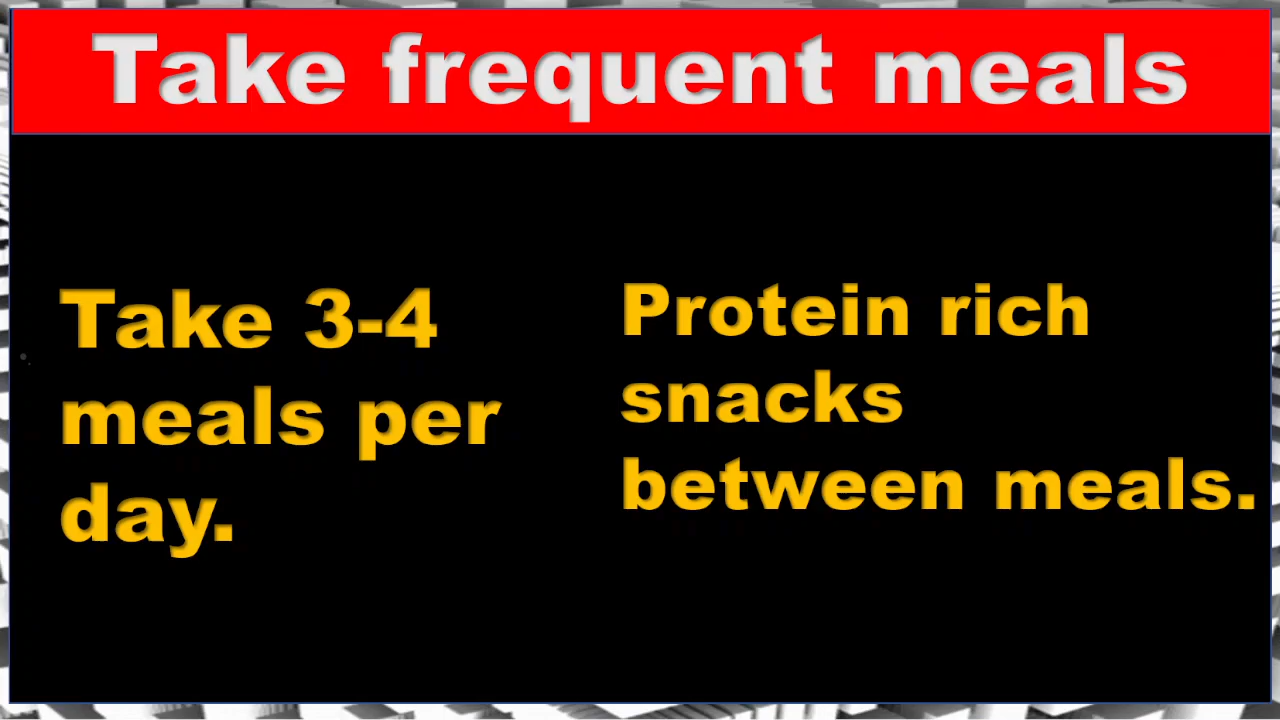 Take frequent meals
Take 3-4
meals per
day.
Protein rich
snacks
between meals.